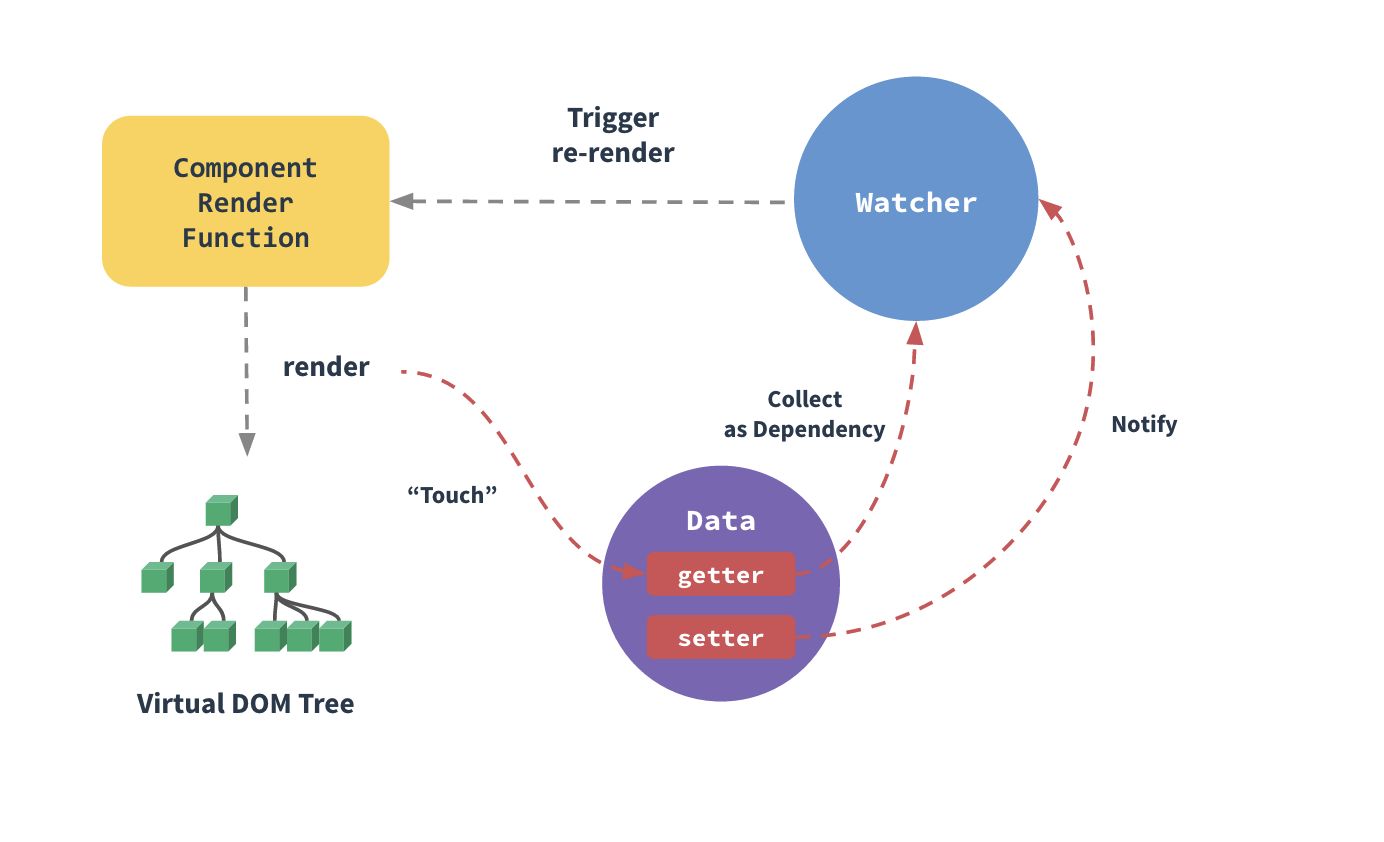 Trigger
re-render
Component
Render
Function
Watcher
render
Collect
as Dependency
Notify
“Touch”
Data
getter
setter
Virtual DOM Tree